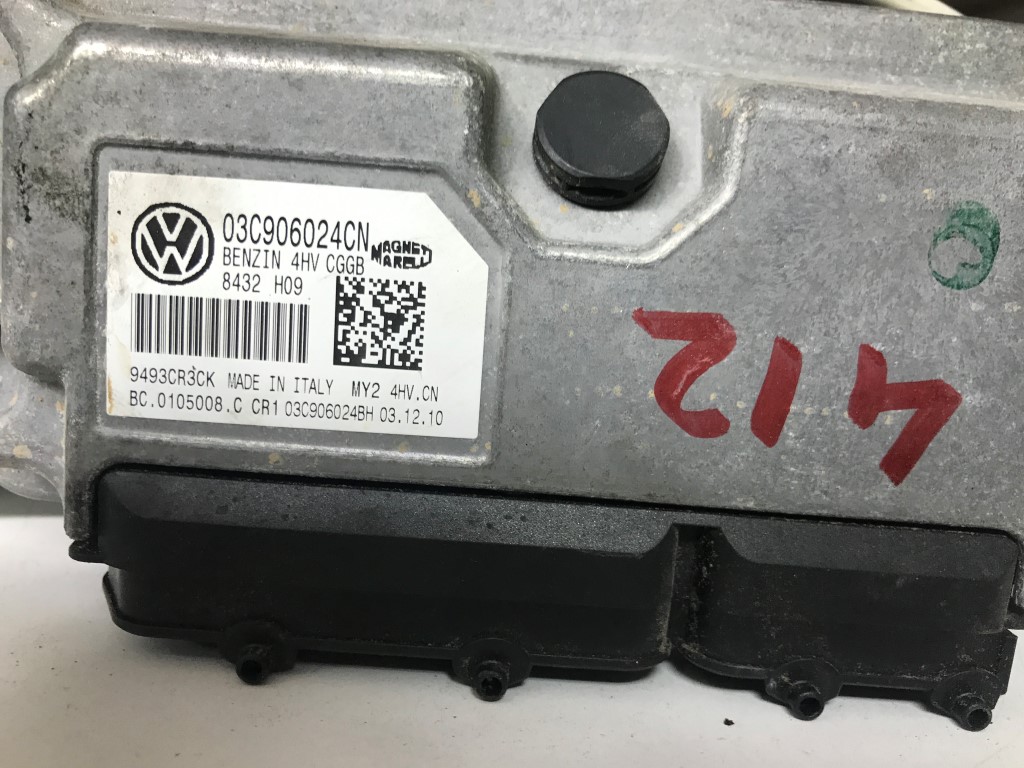 03C906024CN
BENZIN 4HV CGGB
MAGNETI
MARELLI
8432 H09
9493CR3CK MADE IN ITALY MY2 4HV.CN
BC.0105008.C CR1 03C906024BH 03.12.10
412